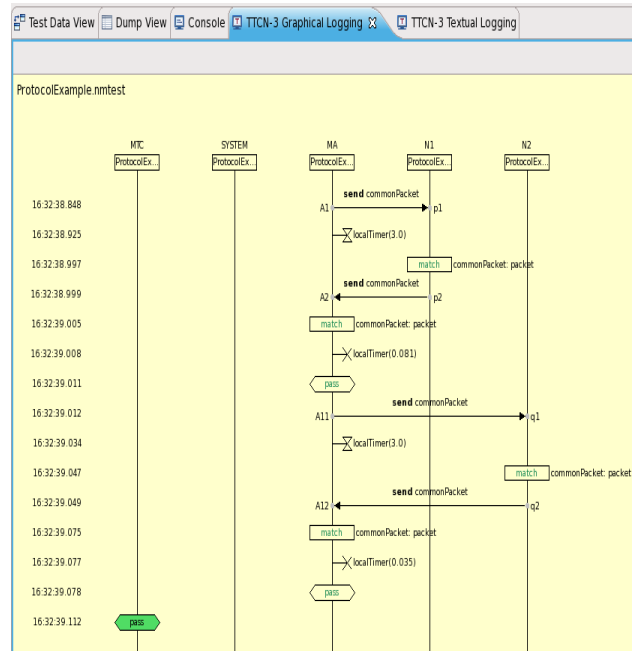 Test Data View Dump View Console TTCN-3 Graphical Logging TTCN-3 Textual Logging
ProtocolExample.nmtest
MTC SYSTEM MA N1 N2
ProtocolEx... ProtocolEx... ProtocolEx... ProtocolEx... ProtocolEx...
send commonPacket
16:32:38.848 A1 p1
16:32:38.925 localTimer(3.0)
16:32:38.997 match commonPacket: packet
send commonPacket
16:32:38.999 A2 p2
16:32:39.005 match commonPacket: packet
16:32:39.008 localTimer(0.081)
16:32:39.011 pass
send commonPacket
16:32:39.012 A11 q1
16:32:39.034 localTimer(3.0)
16:32:39.047 match commonPacket: packet
send commonPacket
16:32:39.049 A12 q2
16:32:39.075 match commonPacket: packet
16:32:39.077 localTimer(0.035)
16:32:39.078 pass
16:32:39.112 pass